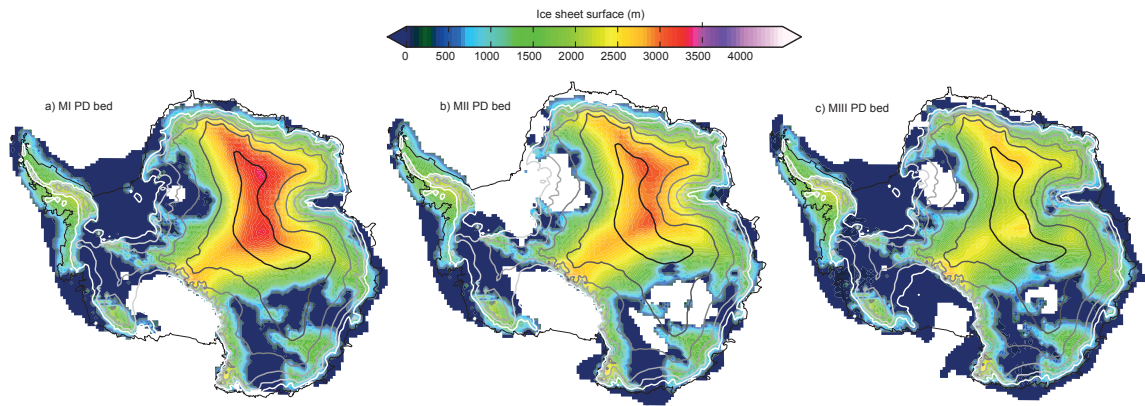 Ice sheet surface (m)
0 500 1000 1500 2000 2500 3000 3500 4000
a) MI PD bed
b) MII PD bed
c) MIII PD bed